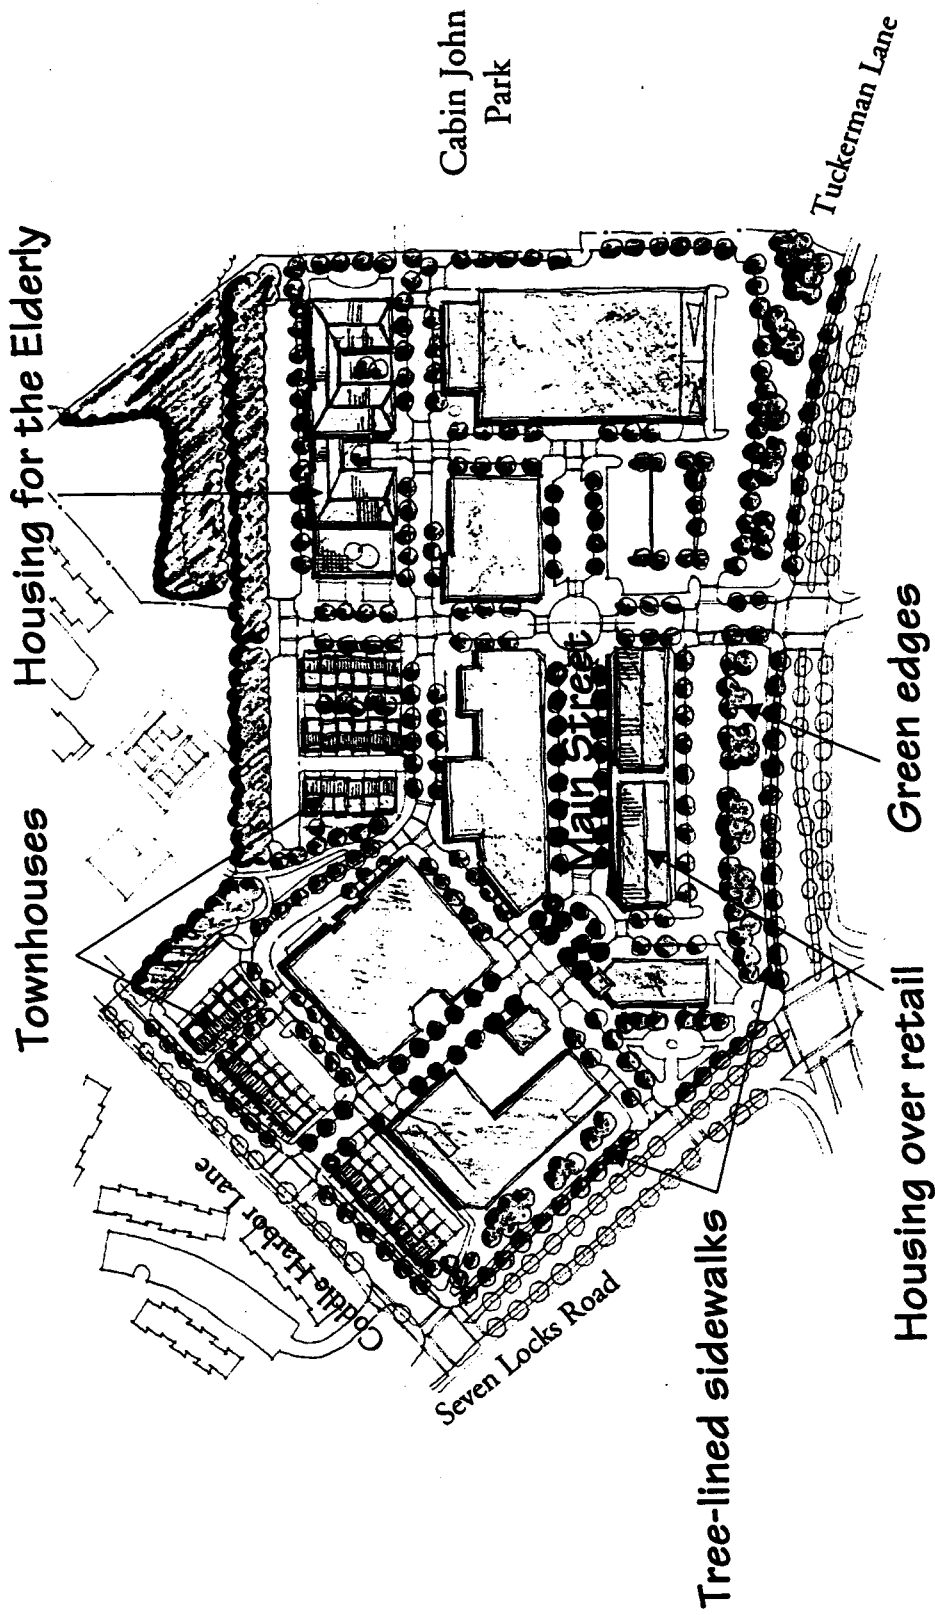 Townhouses
Housing for the Elderly
Cabin John
Park
Coddle Harbor Lane
Main Street
Seven Locks Road
Tuckerman Lane
Tree-lined sidewalks
Housing over retail
Green edges